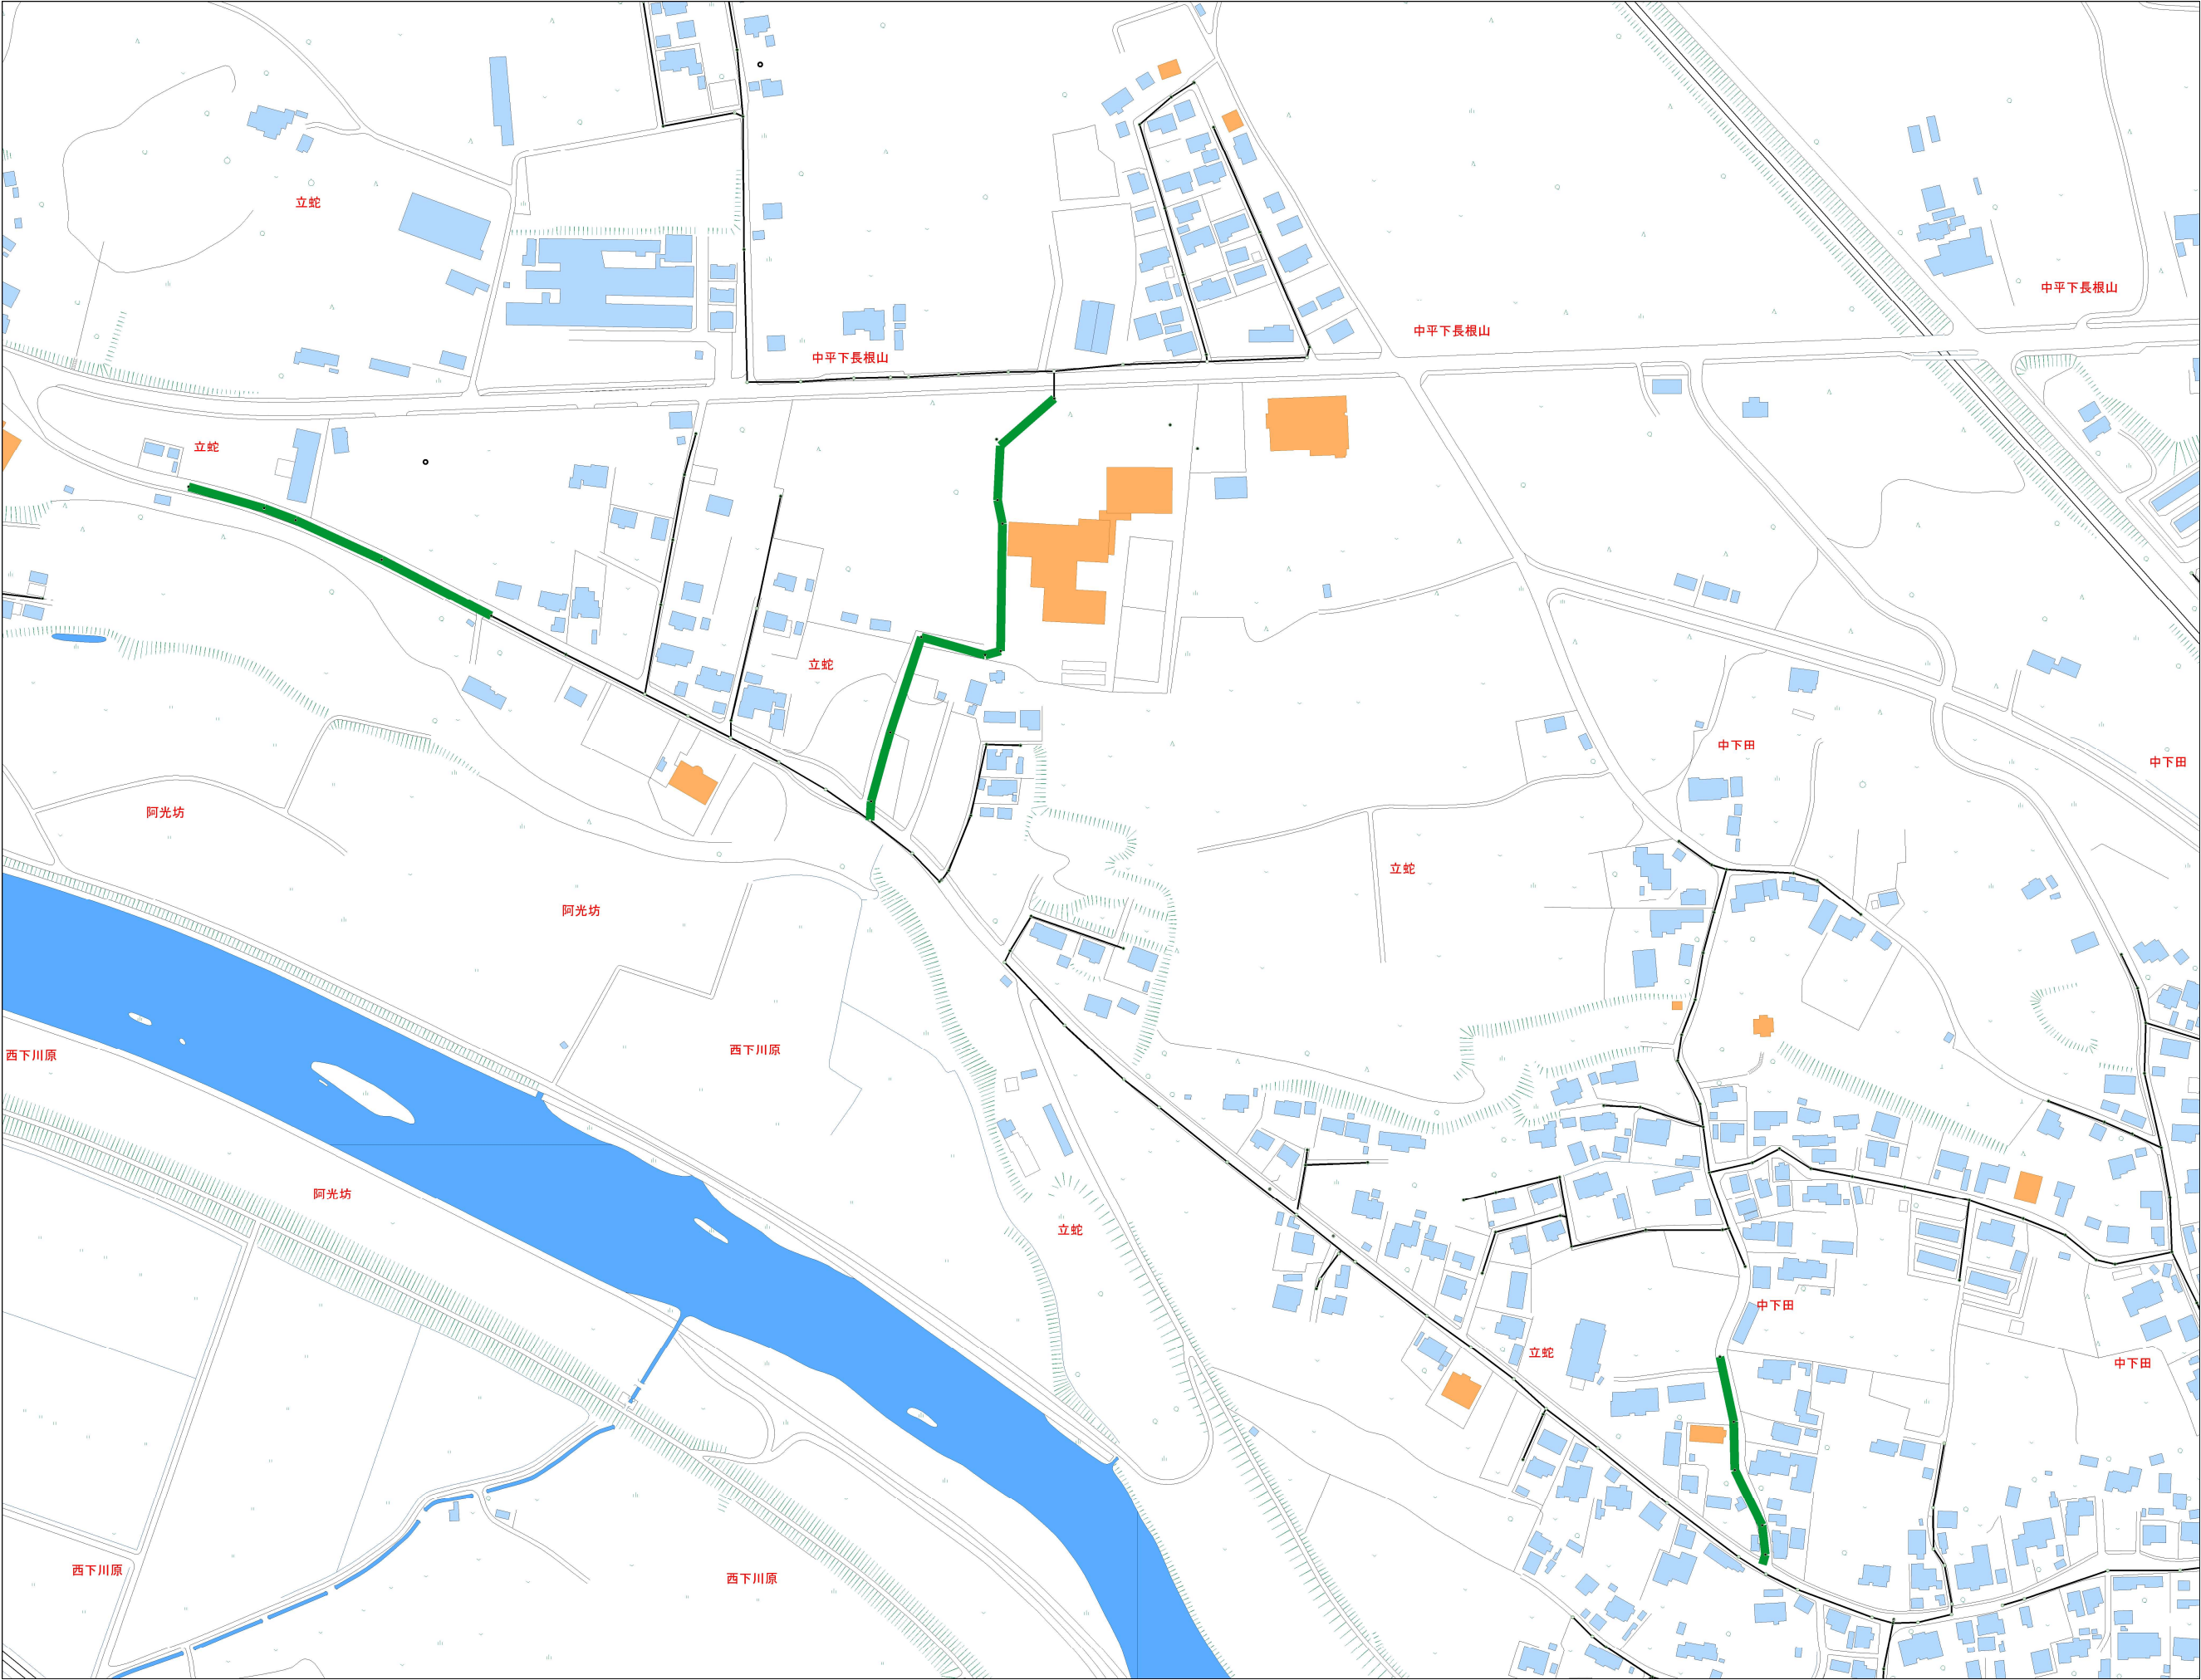 立蛇
中平下長根山
中平下長根山
中平下長根山
立蛇
立蛇
中下田
中下田
阿光坊
立蛇
阿光坊
西下川原
西下川原
阿光坊
立蛇
中下田
立蛇
中下田
西下川原
西下川原